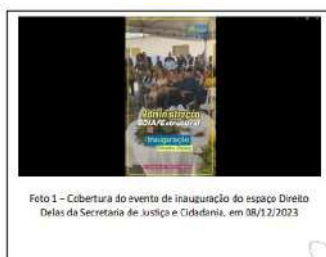 Administração
Inauguração
Foto 1 – Cobertura do evento de inauguração do espaço Direito
Delas da Secretaria de Justiça e Cidadania, em 08/12/2023